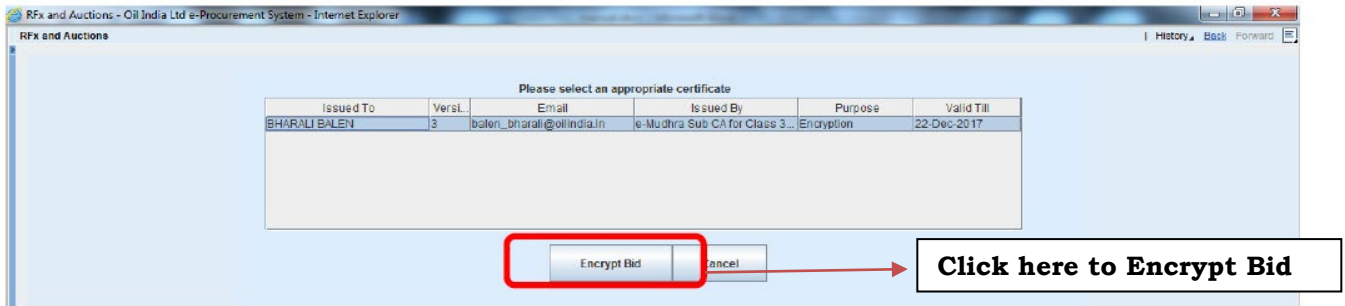 RFx and Auctions - Oil India Ltd e-Procurement System - Internet Explorer
RFx and Auctions | History Back Forward
Please select an appropriate certificate
Issued To Versi... Email Issued By Purpose Valid Till
BHARALI BALEN 3 balen_bharali@oilindia.in e-Mudhra Sub CA for Class 3... Encryption 22-Dec-2017
Encrypt Bid Cancel
Click here to Encrypt Bid